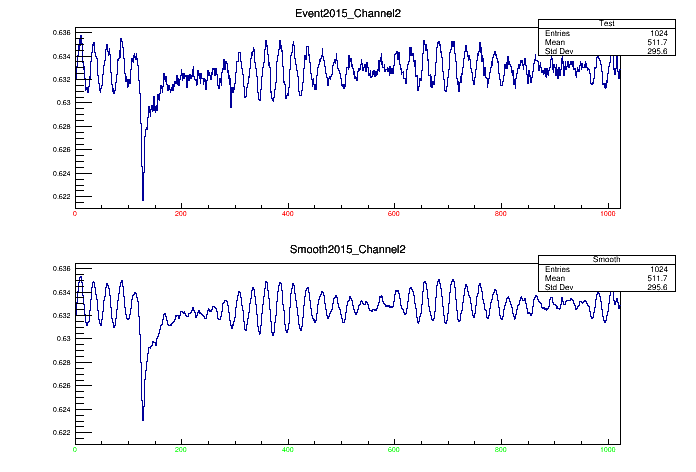 Event2015_Channel2
Test
Entries 1024
Mean 511.7
Std Dev 295.6
0.636
0.634
0.632
0.63
0.628
0.626
0.624
0.622
0 200 400 600 800 1000
Smooth2015_Channel2
Smooth
Entries 1024
Mean 511.7
Std Dev 295.6
0.636
0.634
0.632
0.63
0.628
0.626
0.624
0.622
0 200 400 600 800 1000